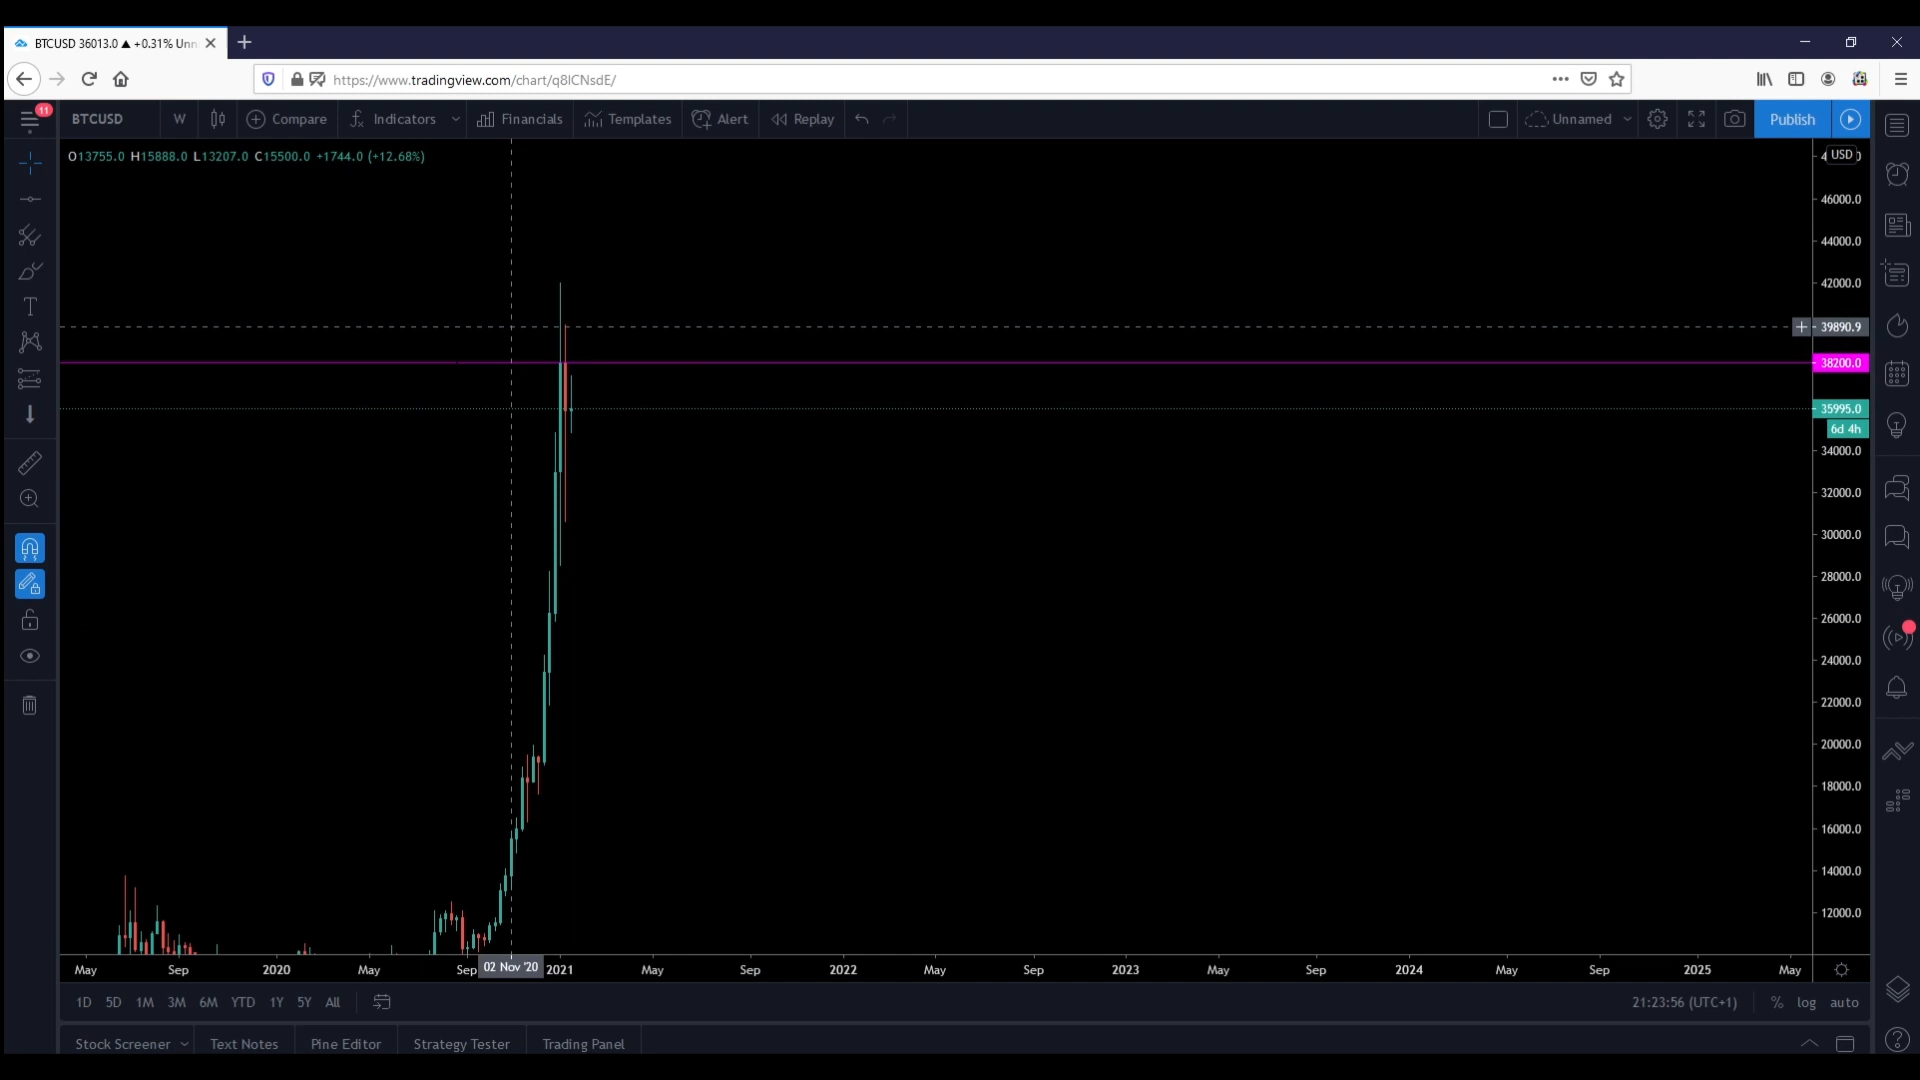 BTCUSD 36013.0 ▲ +0.31% Unn
https://www.tradingview.com/chart/q8ICNsdE/
11
BTCUSD W Compare Indicators Financials Templates Alert Replay Unnamed Publish
O13755.0 H15888.0 L13207.0 C15500.0 +1744.0 (+12.68%)
USD
46000.0
44000.0
42000.0
39890.9
38200.0
35995.0
6d 4h
34000.0
32000.0
30000.0
28000.0
26000.0
24000.0
22000.0
20000.0
18000.0
16000.0
14000.0
12000.0
May Sep 2020 May Sep 02 Nov '20 2021 May Sep 2022 May Sep 2023 May Sep 2024 May Sep 2025 May
1D 5D 1M 3M 6M YTD 1Y 5Y All 21:23:56 (UTC+1) % log auto
Stock Screener Text Notes Pine Editor Strategy Tester Trading Panel